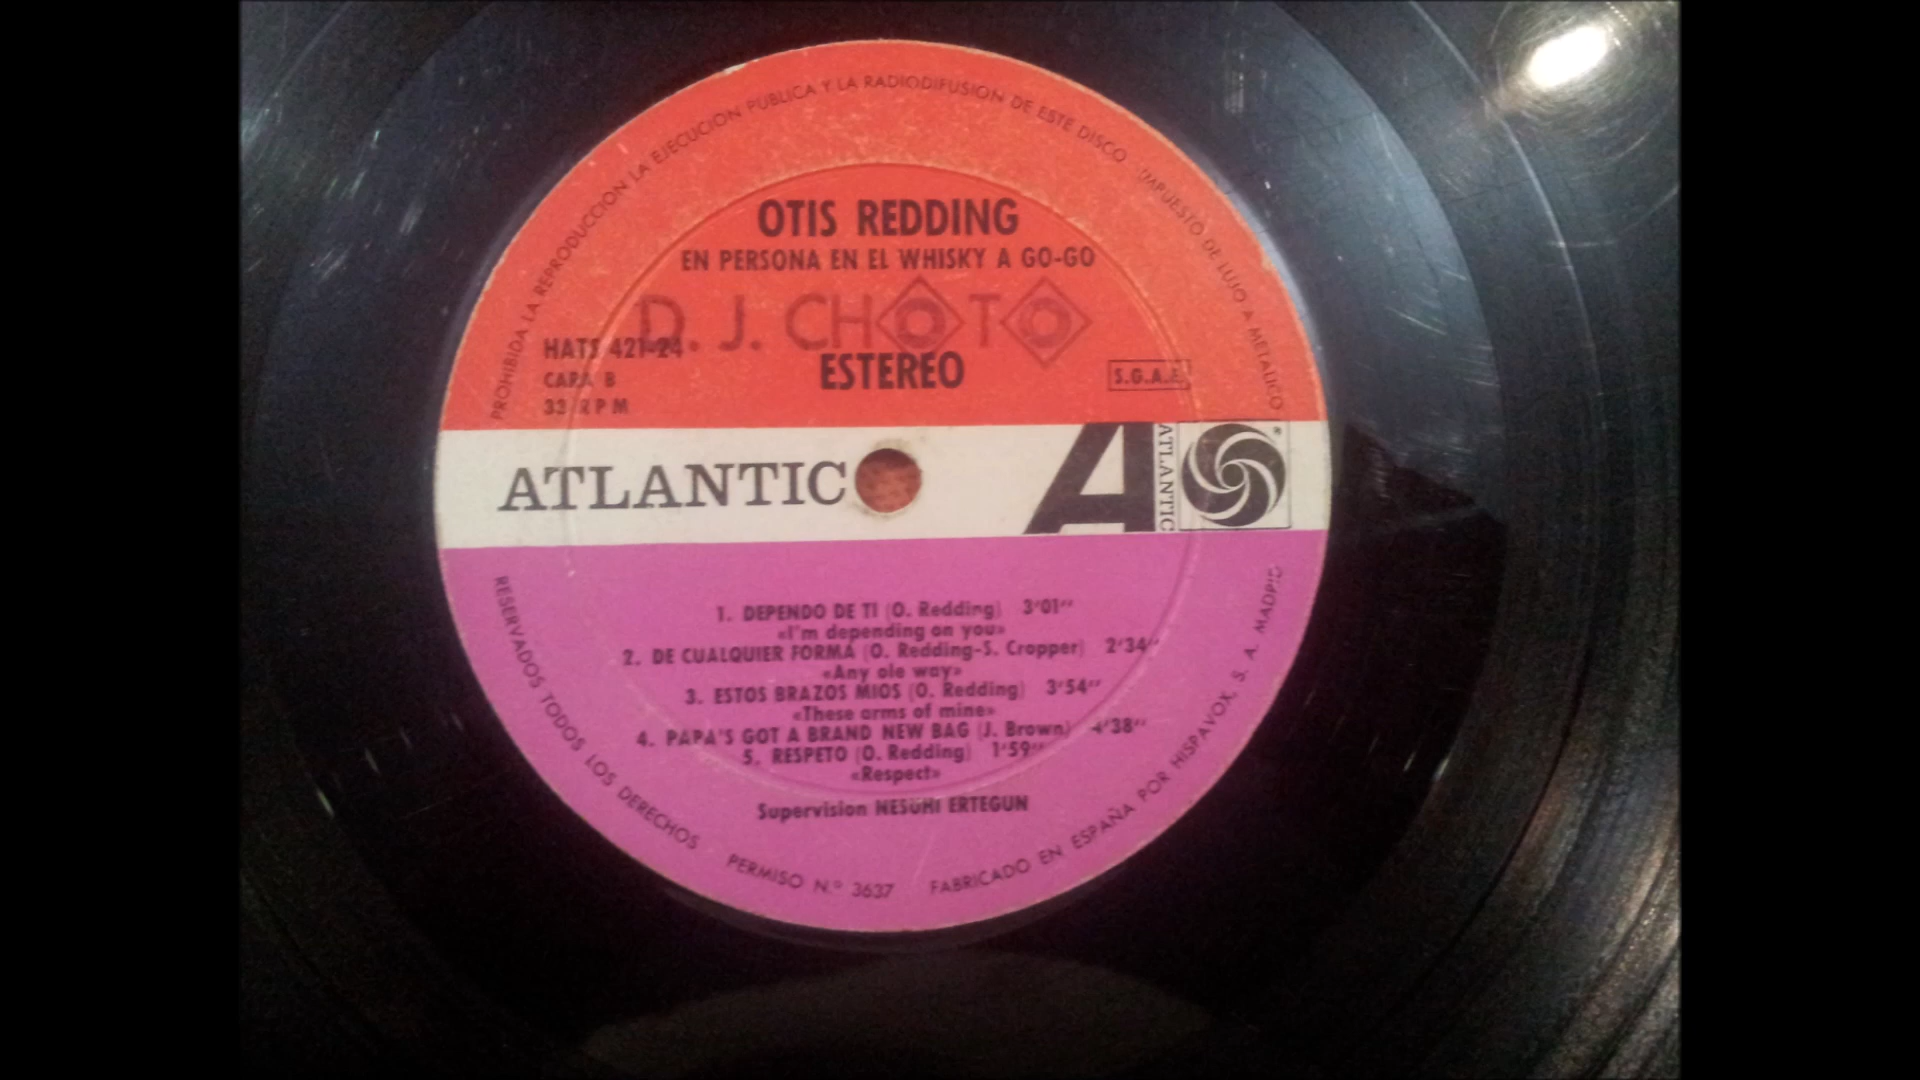 PROHIBIDA LA REPRODUCCION LA EJECUCION PUBLICA Y LA RADIODIFUSION DE ESTE DISCO IMPUESTO DE LUJO A METALICO
OTIS REDDING
EN PERSONA EN EL WHISKY A GO-GO
D. J. CHOTO
HATS 421-24
ESTEREO
S.G.A.E.
CARA B
33 RPM
ATLANTIC
A ATLANTIC
1. DEPENDO DE TI (O. Redding) 3'01''
«I'm depending on you»
2. DE CUALQUIER FORMA (O. Redding-S. Cropper) 2'34''
«Any ole way»
3. ESTOS BRAZOS MIOS (O. Redding) 3'54''
«These arms of mine»
4. PAPA'S GOT A BRAND NEW BAG (J. Brown) 4'38''
5. RESPETO (O. Redding) 1'59''
«Respect»
Supervision NESUHI ERTEGUN
RESERVADOS TODOS LOS DERECHOS PERMISO N.º 3637 FABRICADO EN ESPAÑA POR HISPAVOX, S. A. MADRID